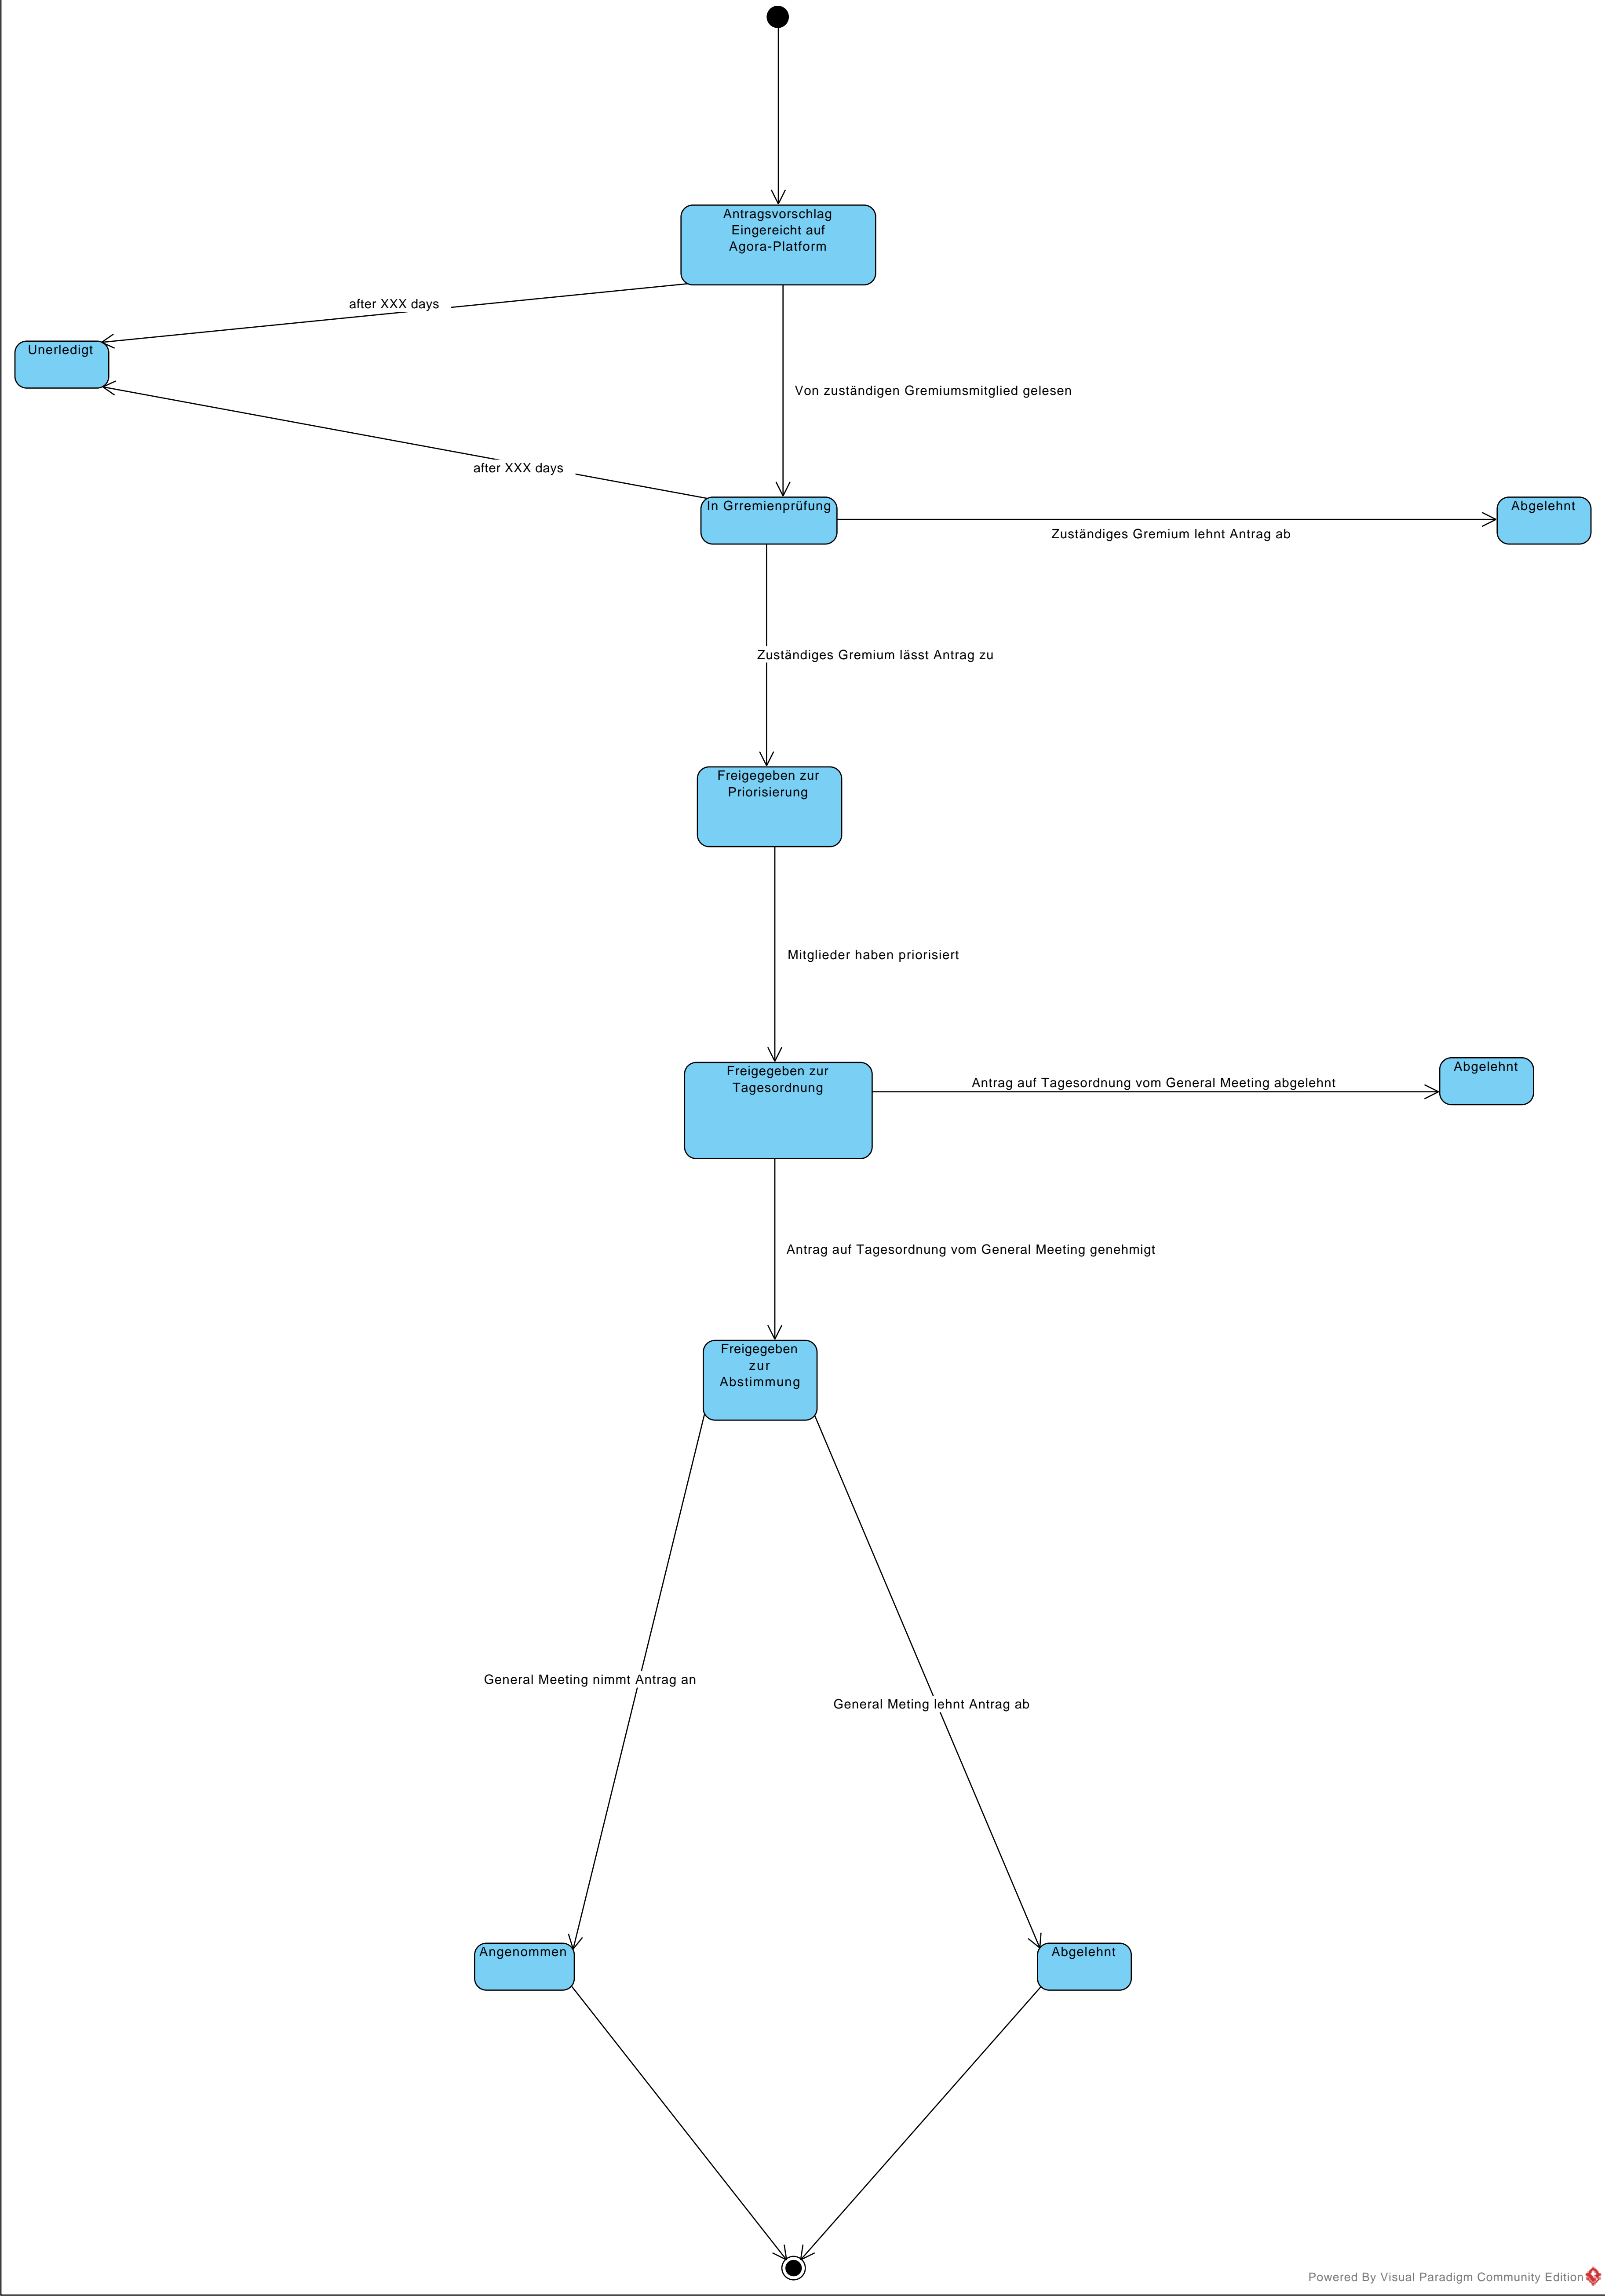 Antragsvorschlag
Eingereicht auf
Agora-Platform
after XXX days
Unerledigt
Von zuständigen Gremiumsmitglied gelesen
after XXX days
In Grremienprüfung
Abgelehnt
Zuständiges Gremium lehnt Antrag ab
Zuständiges Gremium lässt Antrag zu
Freigegeben zur
Priorisierung
Mitglieder haben priorisiert
Freigegeben zur
Tagesordnung
Antrag auf Tagesordnung vom General Meeting abgelehnt
Abgelehnt
Antrag auf Tagesordnung vom General Meeting genehmigt
Freigegeben
zur
Abstimmung
General Meeting nimmt Antrag an
General Meting lehnt Antrag ab
Angenommen
Abgelehnt
Powered By Visual Paradigm Community Edition